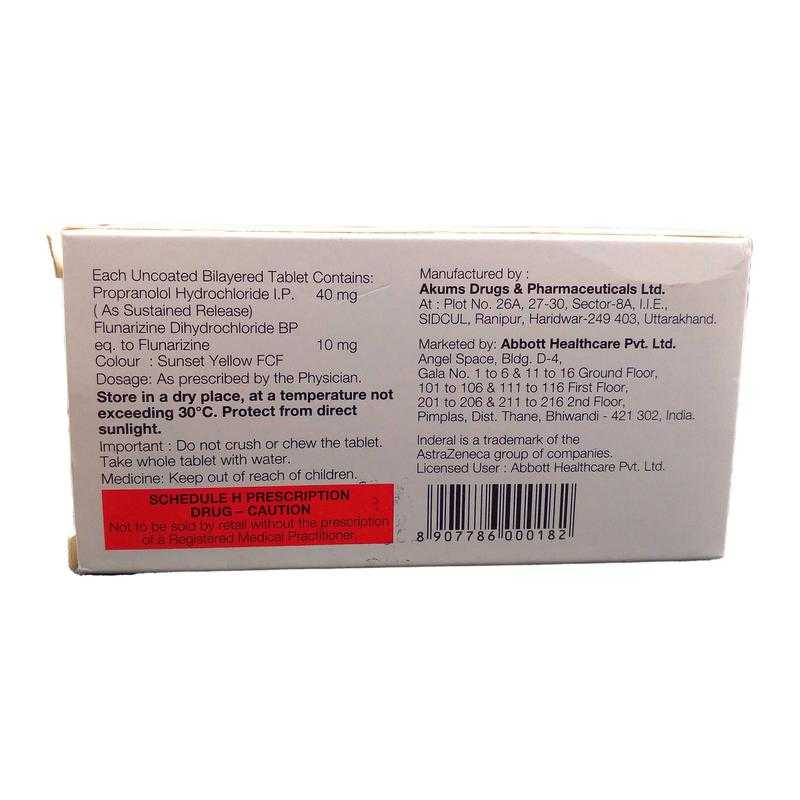 Each Uncoated Bilayered Tablet Contains:
Propranolol Hydrochloride I.P. 40 mg
( As Sustained Release)
Flunarizine Dihydrochloride BP
eq. to Flunarizine 10 mg
Colour : Sunset Yellow FCF
Dosage: As prescribed by the Physician.
Store in a dry place, at a temperature not
exceeding 30°C. Protect from direct
sunlight.
Important : Do not crush or chew the tablet.
Take whole tablet with water.
Medicine: Keep out of reach of children.
SCHEDULE H PRESCRIPTION
DRUG – CAUTION
Not to be sold by retail without the prescription
of a Registered Medical Practitioner.
Manufactured by :
Akums Drugs & Pharmaceuticals Ltd.
At : Plot No. 26A, 27-30, Sector-8A, I.I.E.,
SIDCUL, Ranipur, Haridwar-249 403, Uttarakhand.
Marketed by: Abbott Healthcare Pvt. Ltd.
Angel Space, Bldg. D-4,
Gala No. 1 to 6 & 11 to 16 Ground Floor,
101 to 106 & 111 to 116 First Floor,
201 to 206 & 211 to 216 2nd Floor,
Pimplas, Dist. Thane, Bhiwandi - 421 302, India.
Inderal is a trademark of the
AstraZeneca group of companies.
Licensed User : Abbott Healthcare Pvt. Ltd.
8 907786 000182